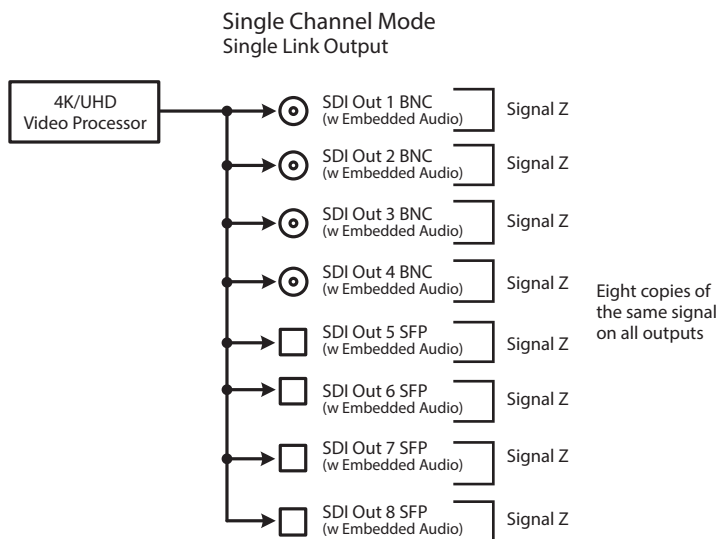 Single Channel Mode
Single Link Output
4K/UHD
Video Processor
SDI Out 1 BNC
(w Embedded Audio)
Signal Z
SDI Out 2 BNC
(w Embedded Audio)
Signal Z
SDI Out 3 BNC
(w Embedded Audio)
Signal Z
SDI Out 4 BNC
(w Embedded Audio)
Signal Z
Eight copies of
the same signal
on all outputs
SDI Out 5 SFP
(w Embedded Audio)
Signal Z
SDI Out 6 SFP
(w Embedded Audio)
Signal Z
SDI Out 7 SFP
(w Embedded Audio)
Signal Z
SDI Out 8 SFP
(w Embedded Audio)
Signal Z